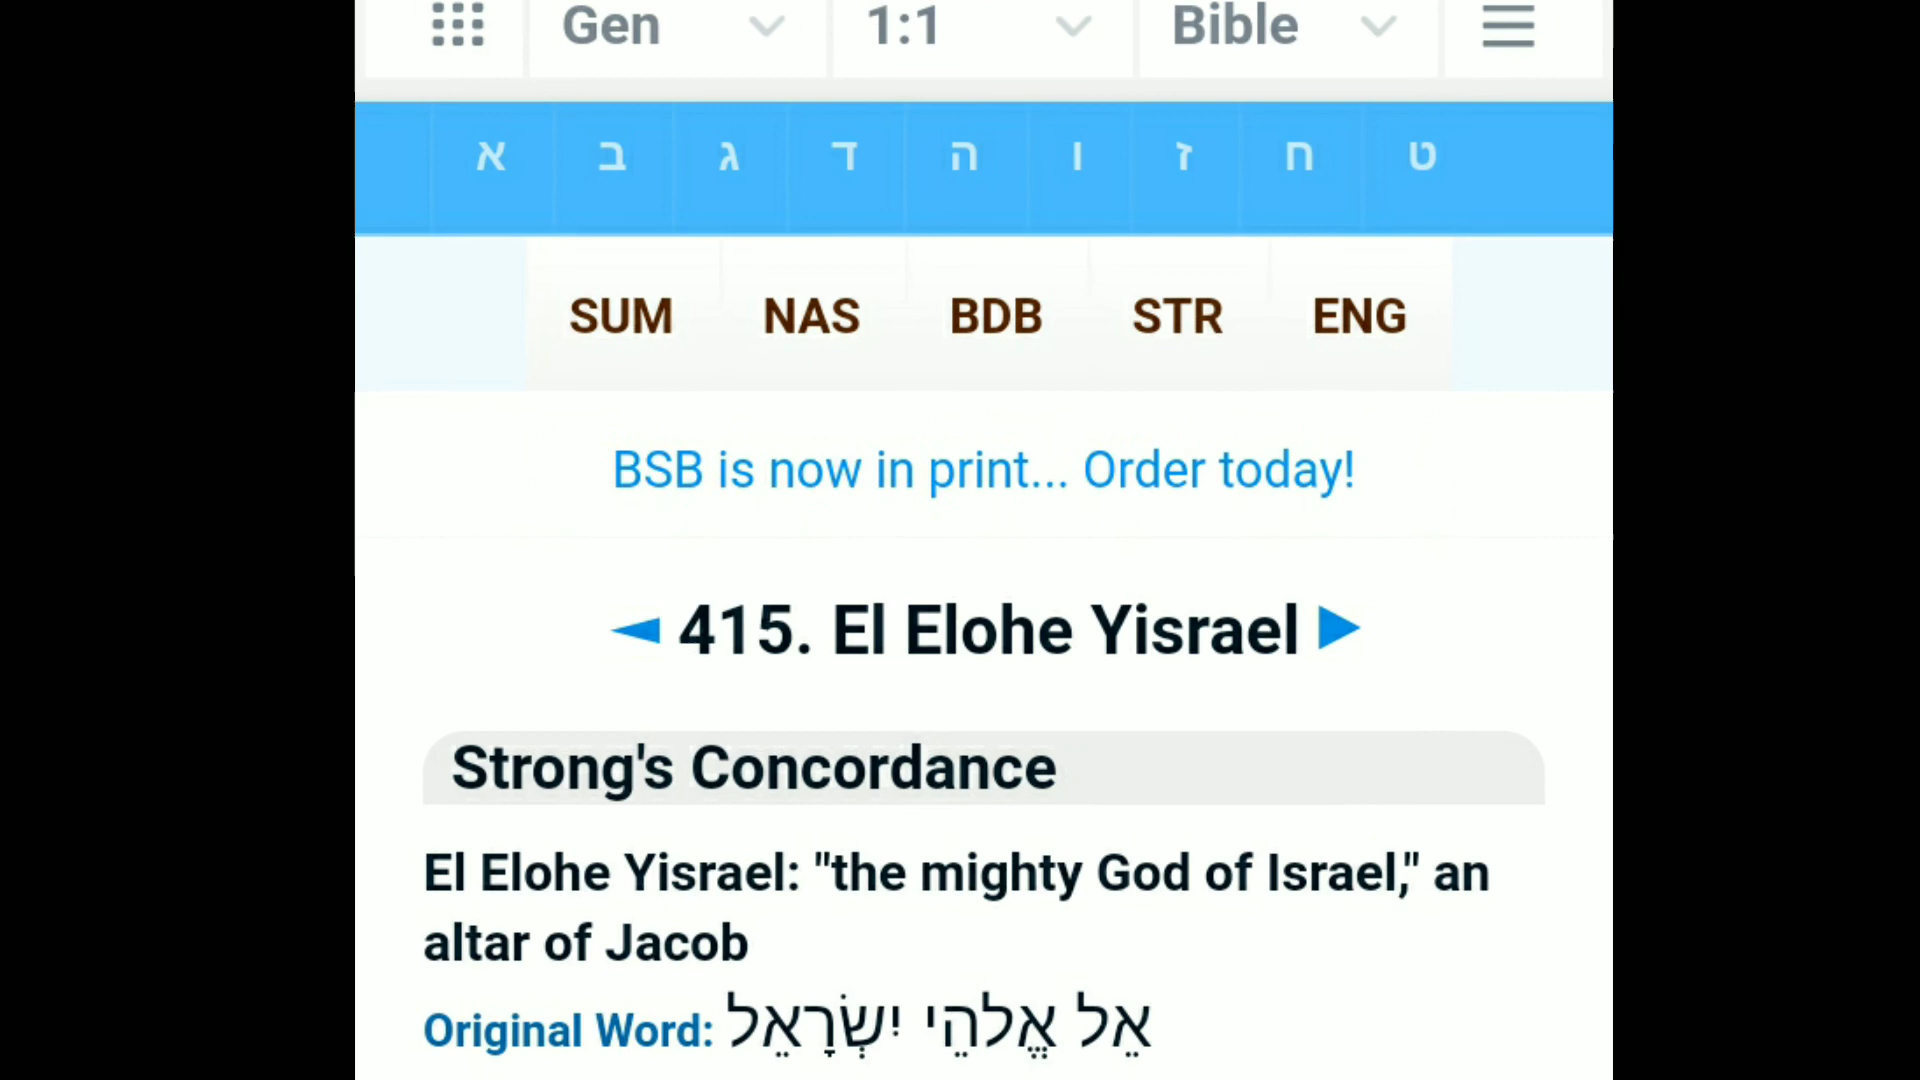 Gen 1:1 Bible
א ב ג ד ה ו ז ח ט
SUM NAS BDB STR ENG
BSB is now in print... Order today!
415. El Elohe Yisrael
Strong's Concordance
El Elohe Yisrael: "the mighty God of Israel," an
altar of Jacob
Original Word: אֵל אֱלֹהֵי יִשְׂרָאֵל